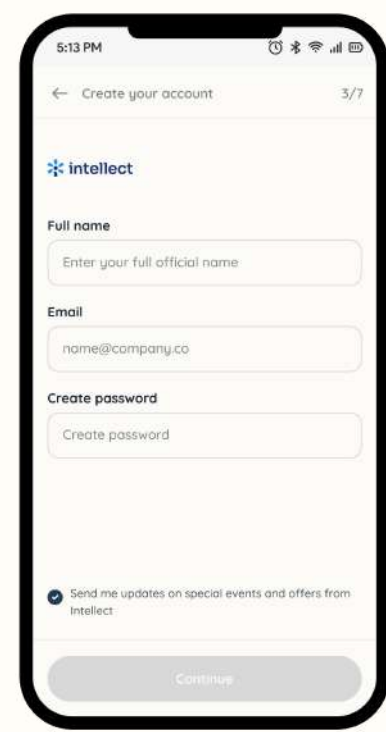 5:13 PM
Create your account 3/7
intellect
Full name
Enter your full official name
Email
name@company.co
Create password
Create password
Send me updates on special events and offers from
Intellect
Continue